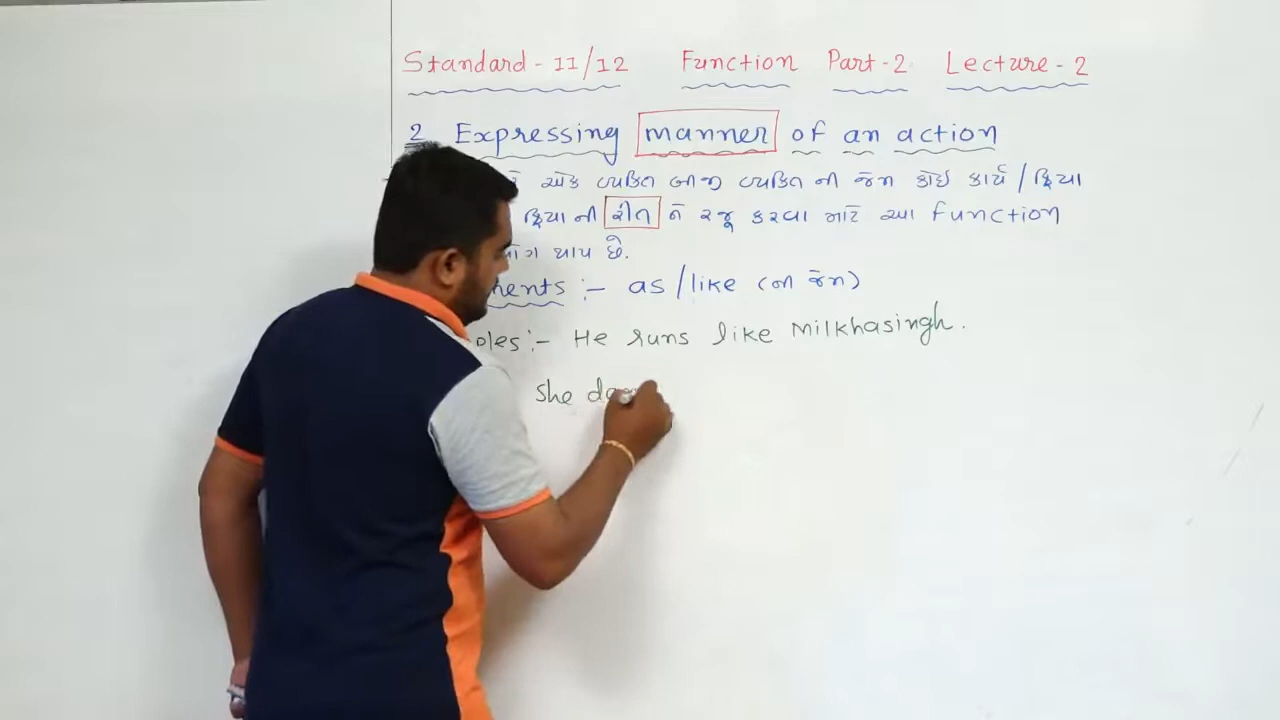 Standard - 11/12 Function Part-2 Lecture - 2
2 Expressing manner of an action
એક વ્યકિત બીજી વ્યકિત ની જેમ કોઈ કાર્ય / ક્રિયા
ક્રિયા ની રીત ને રજૂ કરવા માટે આ Function
થાય છે.
:- as / like (ની જેમ)
:- He runs like Milkhasingh.
She